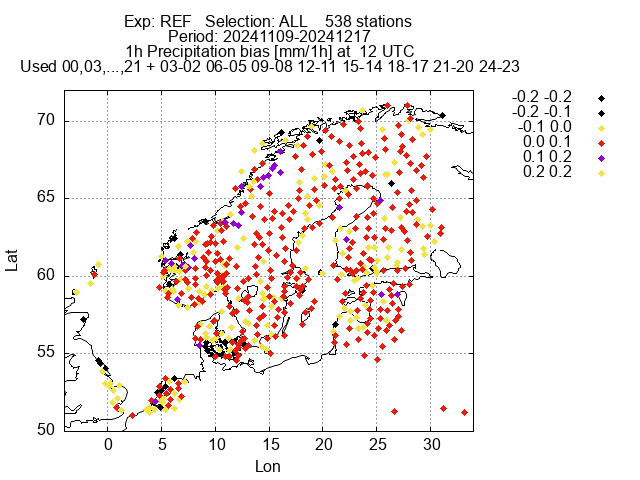 Exp: REF Selection: ALL 538 stations
Period: 20241109-20241217
1h Precipitation bias [mm/1h] at 12 UTC
Used 00,03,...,21 + 03-02 06-05 09-08 12-11 15-14 18-17 21-20 24-23
-0.2 -0.2
-0.2 -0.1
-0.1 0.0
0.0 0.1
0.1 0.2
0.2 0.2
70
65
60
55
50
Lat
0 5 10 15 20 25 30
Lon